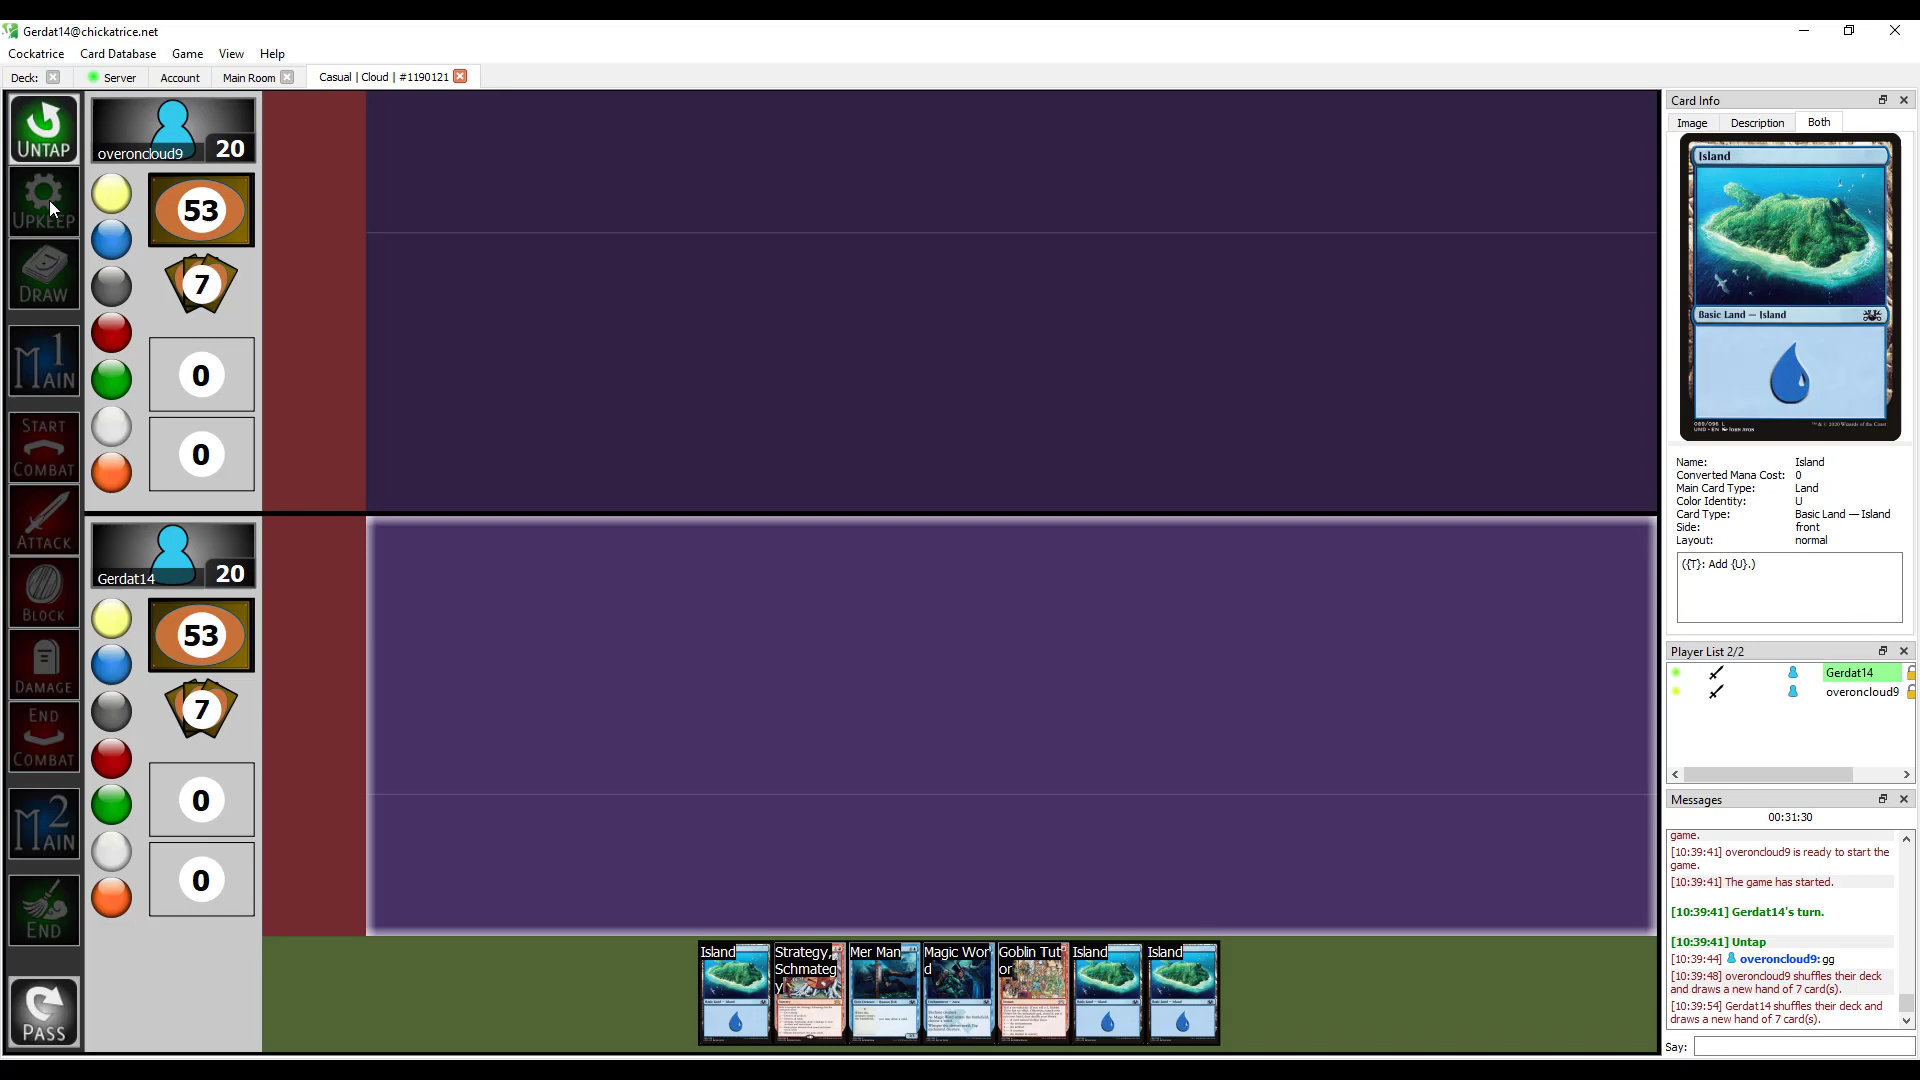 Gerdat14@chickatrice.net
Cockatrice Card Database Game View Help
Deck: Server Account Main Room Casual | Cloud | #1190121
UNTAP
UPKEEP
DRAW
1
MAIN
START
COMBAT
ATTACK
BLOCK
DAMAGE
END
COMBAT
2
MAIN
END
PASS
overoncloud9 20
53
7
0
0
Gerdat14 20
53
7
0
0
Island
Strategy,
Schmateg
y
Mer Man
Magic Wor
d
Goblin Tut
or
Island
Island
Card Info
Image Description Both
Island
Basic Land — Island
Name: Island
Converted Mana Cost: 0
Main Card Type: Land
Color Identity: U
Card Type: Basic Land — Island
Side: front
Layout: normal
({T}: Add {U}.)
Player List 2/2
Gerdat14
overoncloud9
Messages
00:31:30
game.
[10:39:41] overoncloud9 is ready to start the
game.
[10:39:41] The game has started.
[10:39:41] Gerdat14's turn.
[10:39:41] Untap
[10:39:44] overoncloud9: gg
[10:39:48] overoncloud9 shuffles their deck
and draws a new hand of 7 card(s).
[10:39:54] Gerdat14 shuffles their deck and
draws a new hand of 7 card(s).
Say: